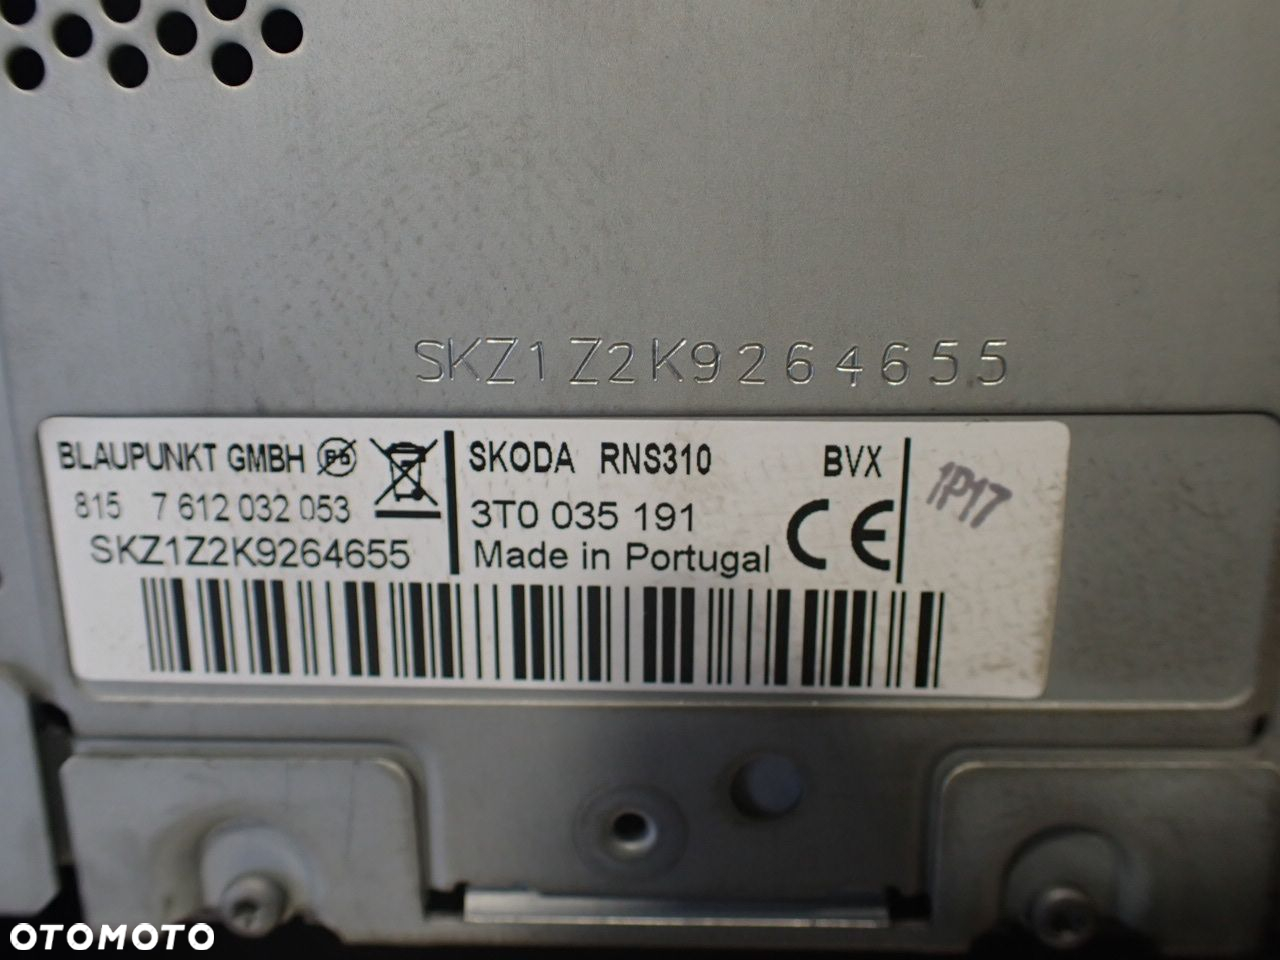 SKZ1Z2K9264655
BLAUPUNKT GMBH Pb
SKODA RNS310 BVX
1P17
815 7 612 032 053
3T0 035 191
CE
SKZ1Z2K9264655
Made in Portugal
OTOMOTO